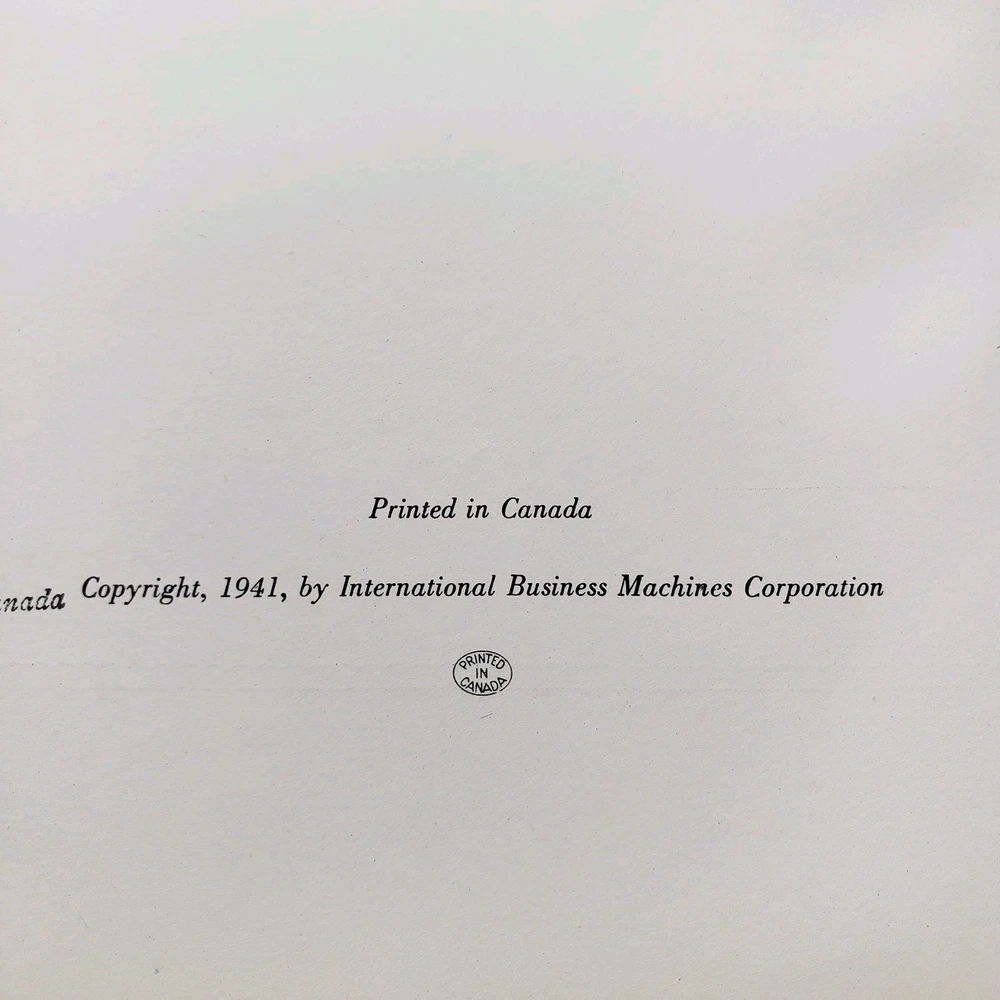 Printed in Canada
nada Copyright, 1941, by International Business Machines Corporation
PRINTED
IN
CANADA